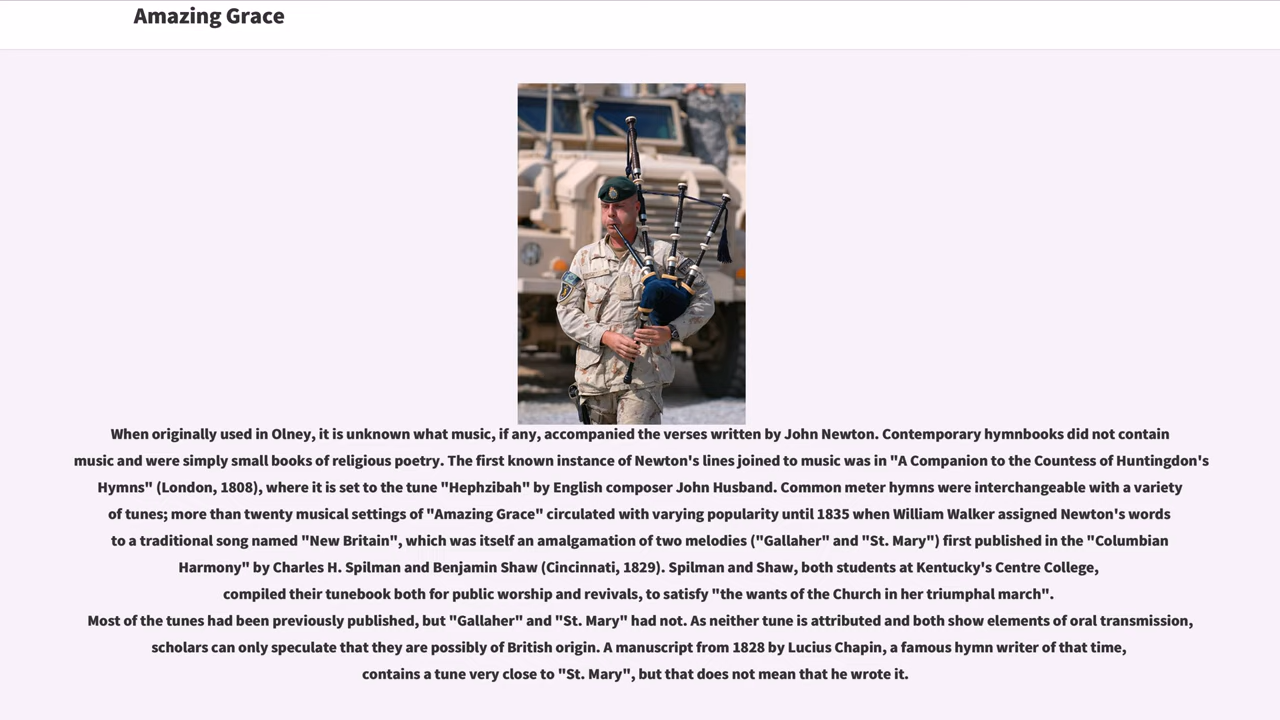 Amazing Grace
When originally used in Olney, it is unknown what music, if any, accompanied the verses written by John Newton. Contemporary hymnbooks did not contain
music and were simply small books of religious poetry. The first known instance of Newton's lines joined to music was in "A Companion to the Countess of Huntingdon's
Hymns" (London, 1808), where it is set to the tune "Hephzibah" by English composer John Husband. Common meter hymns were interchangeable with a variety
of tunes; more than twenty musical settings of "Amazing Grace" circulated with varying popularity until 1835 when William Walker assigned Newton's words
to a traditional song named "New Britain", which was itself an amalgamation of two melodies ("Gallaher" and "St. Mary") first published in the "Columbian
Harmony" by Charles H. Spilman and Benjamin Shaw (Cincinnati, 1829). Spilman and Shaw, both students at Kentucky's Centre College,
compiled their tunebook both for public worship and revivals, to satisfy "the wants of the Church in her triumphal march".
Most of the tunes had been previously published, but "Gallaher" and "St. Mary" had not. As neither tune is attributed and both show elements of oral transmission,
scholars can only speculate that they are possibly of British origin. A manuscript from 1828 by Lucius Chapin, a famous hymn writer of that time,
contains a tune very close to "St. Mary", but that does not mean that he wrote it.